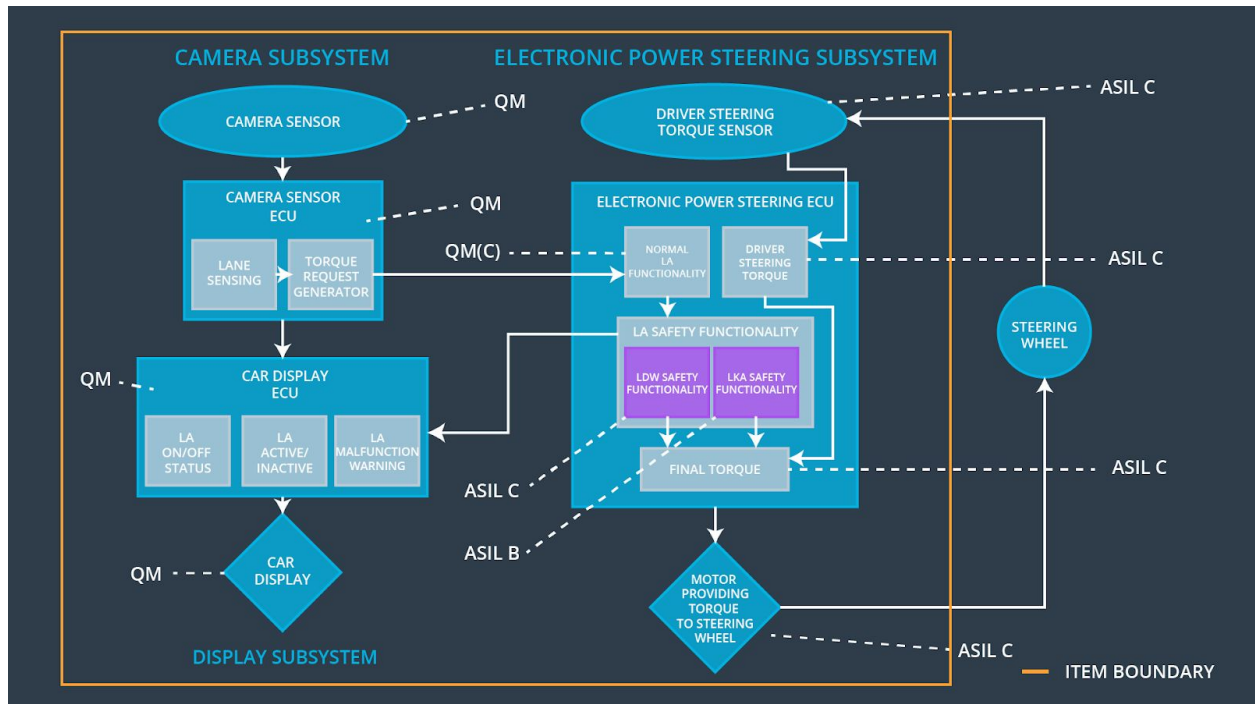 CAMERA SUBSYSTEM
ELECTRONIC POWER STEERING SUBSYSTEM
CAMERA SENSOR
QM
DRIVER STEERING
TORQUE SENSOR
ASIL C
CAMERA SENSOR
ECU
QM
LANE
SENSING
TORQUE
REQUEST
GENERATOR
QM(C)
ELECTRONIC POWER STEERING ECU
NORMAL
LA
FUNCTIONALITY
DRIVER
STEERING
TORQUE
ASIL C
LA SAFETY FUNCTIONALITY
LDW SAFETY
FUNCTIONALITY
LKA SAFETY
FUNCTIONALITY
STEERING
WHEEL
QM
CAR DISPLAY
ECU
LA
ON/OFF
STATUS
LA
ACTIVE/
INACTIVE
LA
MALFUNCTION
WARNING
FINAL TORQUE
ASIL C
ASIL C
ASIL B
QM
CAR
DISPLAY
MOTOR
PROVIDING
TORQUE
TO STEERING
WHEEL
ASIL C
DISPLAY SUBSYSTEM
ITEM BOUNDARY